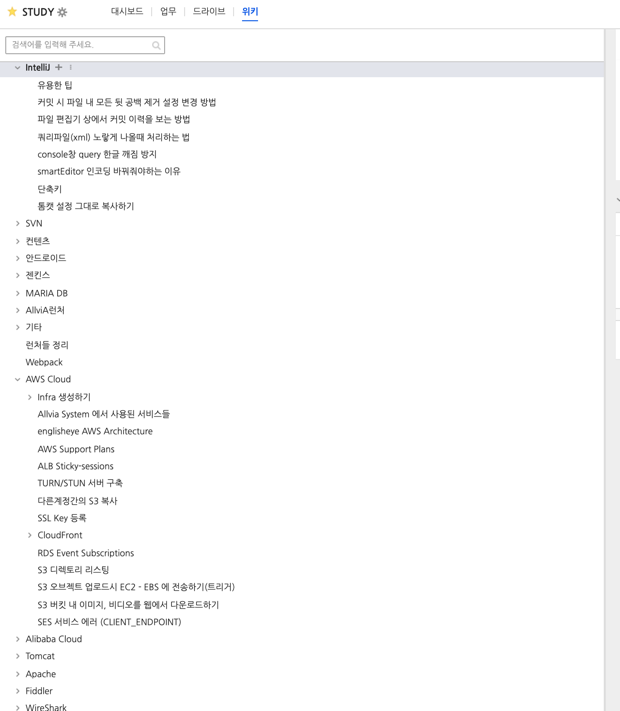 STUDY
대시보드 업무 드라이브 위키
검색어를 입력해 주세요.
IntelliJ
유용한 팁
커밋 시 파일 내 모든 뒷 공백 제거 설정 변경 방법
파일 편집기 상에서 커밋 이력을 보는 방법
쿼리파일(xml) 노랗게 나올때 처리하는 법
console창 query 한글 깨짐 방지
smartEditor 인코딩 바꿔줘야하는 이유
단축키
톰캣 설정 그대로 복사하기
SVN
컨텐츠
안드로이드
젠킨스
MARIA DB
AllviA런처
기타
런처들 정리
Webpack
AWS Cloud
Infra 생성하기
Allvia System 에서 사용된 서비스들
englisheye AWS Architecture
AWS Support Plans
ALB Sticky-sessions
TURN/STUN 서버 구축
다른계정간의 S3 복사
SSL Key 등록
CloudFront
RDS Event Subscriptions
S3 디렉토리 리스팅
S3 오브젝트 업로드시 EC2 - EBS 에 전송하기(트리거)
S3 버킷 내 이미지, 비디오를 웹에서 다운로드하기
SES 서비스 에러 (CLIENT_ENDPOINT)
Alibaba Cloud
Tomcat
Apache
Fiddler
WireShark